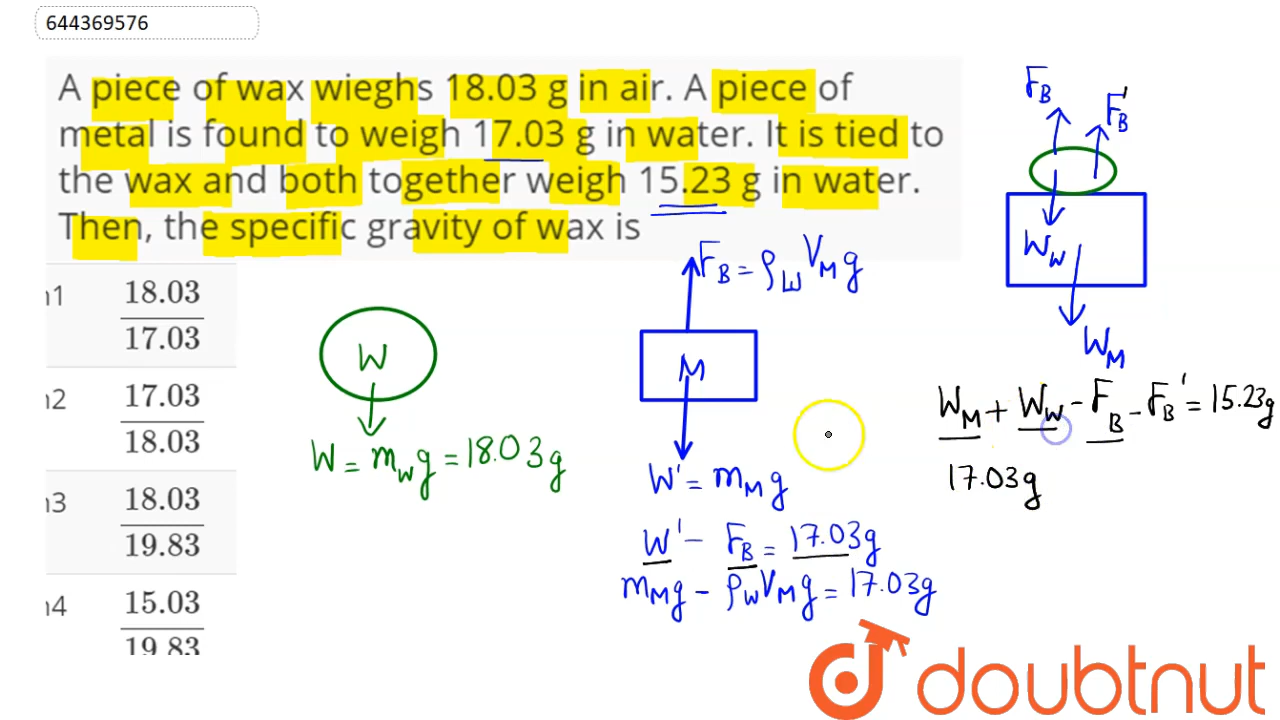 644369576
A piece of wax wieghs 18.03 g in air. A piece of
metal is found to weigh 17.03 g in water. It is tied to
the wax and both together weigh 15.23 g in water.
Then, the specific gravity of wax is
1
18.03
17.03
2
17.03
18.03
3
18.03
19.83
4
15.03
19.83
W
W = m_W g = 18.03 g
F_B = ρ_W V_M g
M
W' = m_M g
W' - F_B = 17.03 g
m_M g - ρ_W V_M g = 17.03 g
F_B
F_B'
W_W
W_M
W_M + W_W - F_B - F_B' = 15.23 g
17.03 g
doubtnut